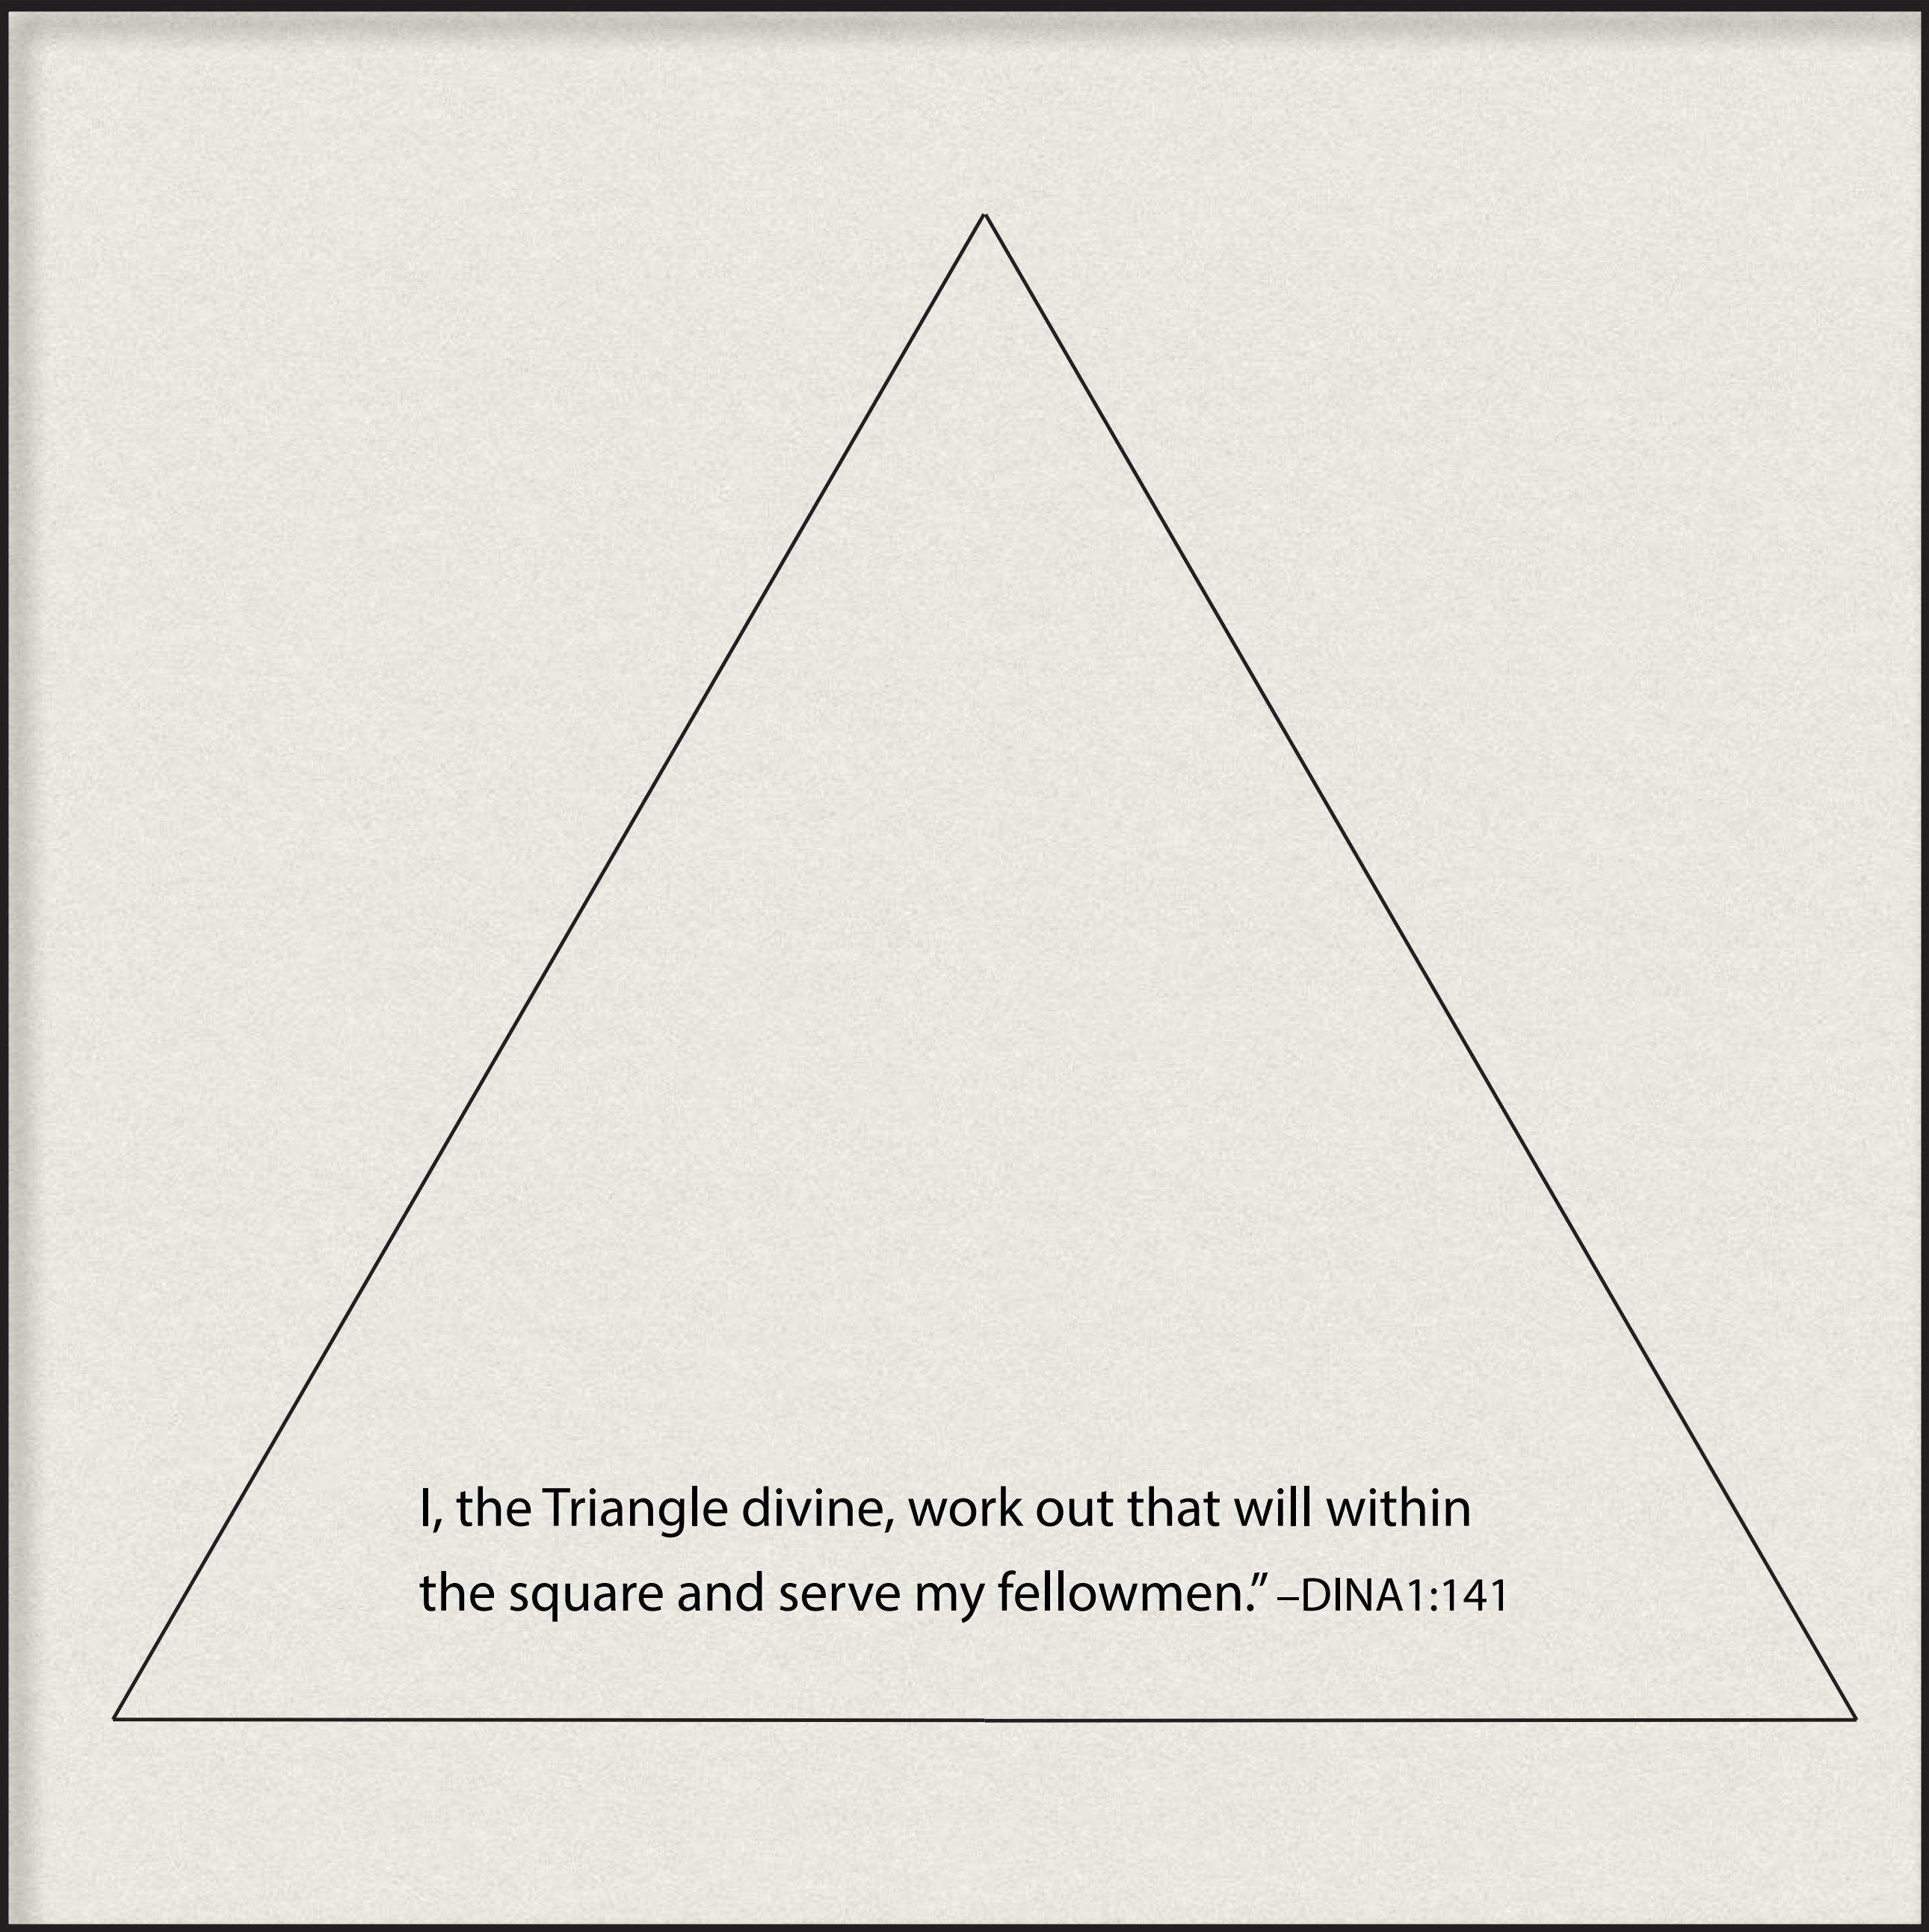 I, the Triangle divine, work out that will within
the square and serve my fellowmen.” –DINA1:141